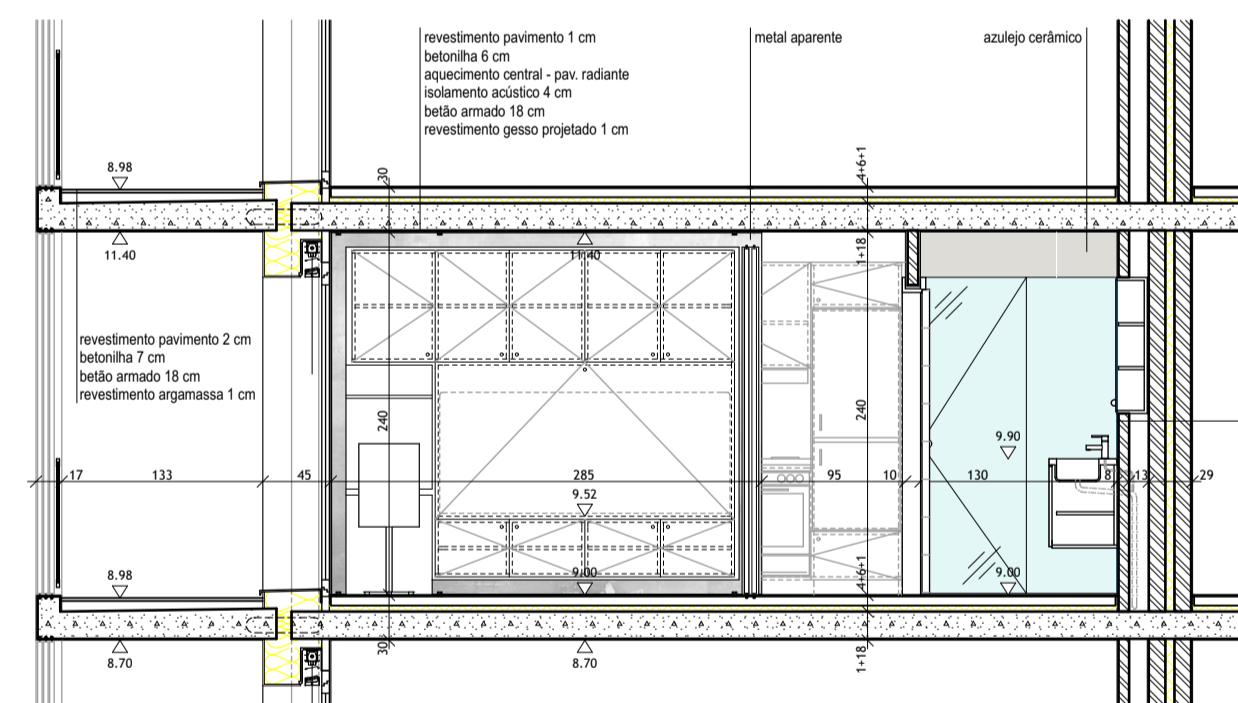 revestimento pavimento 1 cm
betonilha 6 cm
aquecimento central - pav. radiante
isolamento acústico 4 cm
betão armado 18 cm
revestimento gesso projetado 1 cm
metal aparente
azulejo cerâmico
8.98
30
4+6+1
11.40
11.40
1+18
revestimento pavimento 2 cm
betonilha 7 cm
betão armado 18 cm
revestimento argamassa 1 cm
240
240
9.90
17 133 45 285 95 10 130 8 13 29
9.52
8.98
9.00
4+6+1
9.00
8.70
30
8.70
1+18